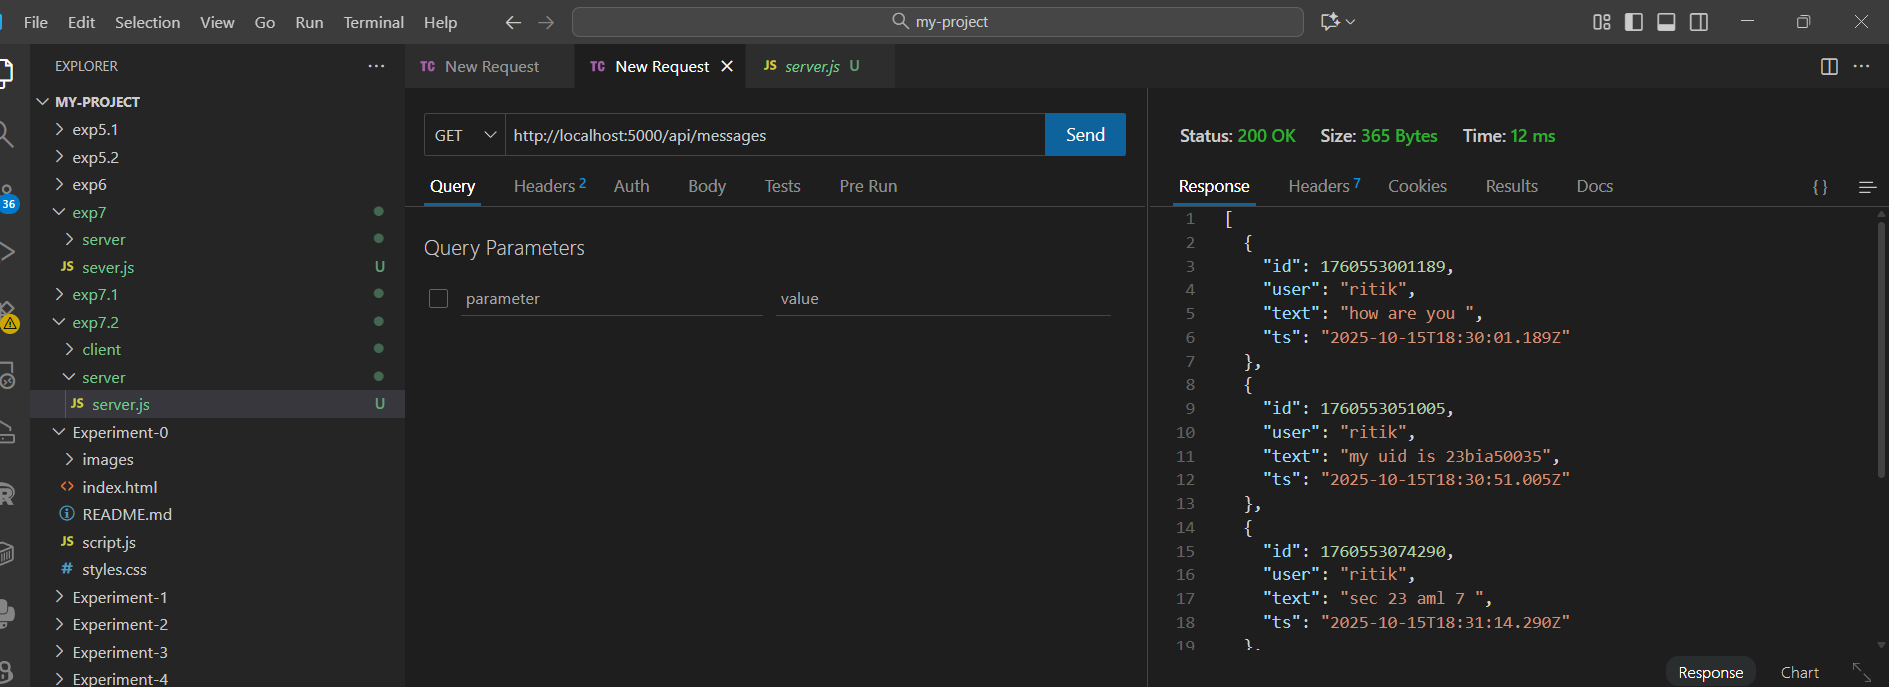 File Edit Selection View Go Run Terminal Help my-project
EXPLORER ···
MY-PROJECT
exp5.1
exp5.2
exp6
exp7
server
JS sever.js U
exp7.1
exp7.2
client
server
JS server.js U
Experiment-0
images
<> index.html
README.md
JS script.js
# styles.css
Experiment-1
Experiment-2
Experiment-3
Experiment-4
36
TC New Request
TC New Request
JS server.js U
GET http://localhost:5000/api/messages Send
Query Headers 2 Auth Body Tests Pre Run
Query Parameters
parameter value
Status: 200 OK Size: 365 Bytes Time: 12 ms
Response Headers 7 Cookies Results Docs {}
1 [
2 {
3 "id": 1760553001189,
4 "user": "ritik",
5 "text": "how are you ",
6 "ts": "2025-10-15T18:30:01.189Z"
7 },
8 {
9 "id": 1760553051005,
10 "user": "ritik",
11 "text": "my uid is 23bia50035",
12 "ts": "2025-10-15T18:30:51.005Z"
13 },
14 {
15 "id": 1760553074290,
16 "user": "ritik",
17 "text": "sec 23 aml 7 ",
18 "ts": "2025-10-15T18:31:14.290Z"
19 },
Response Chart